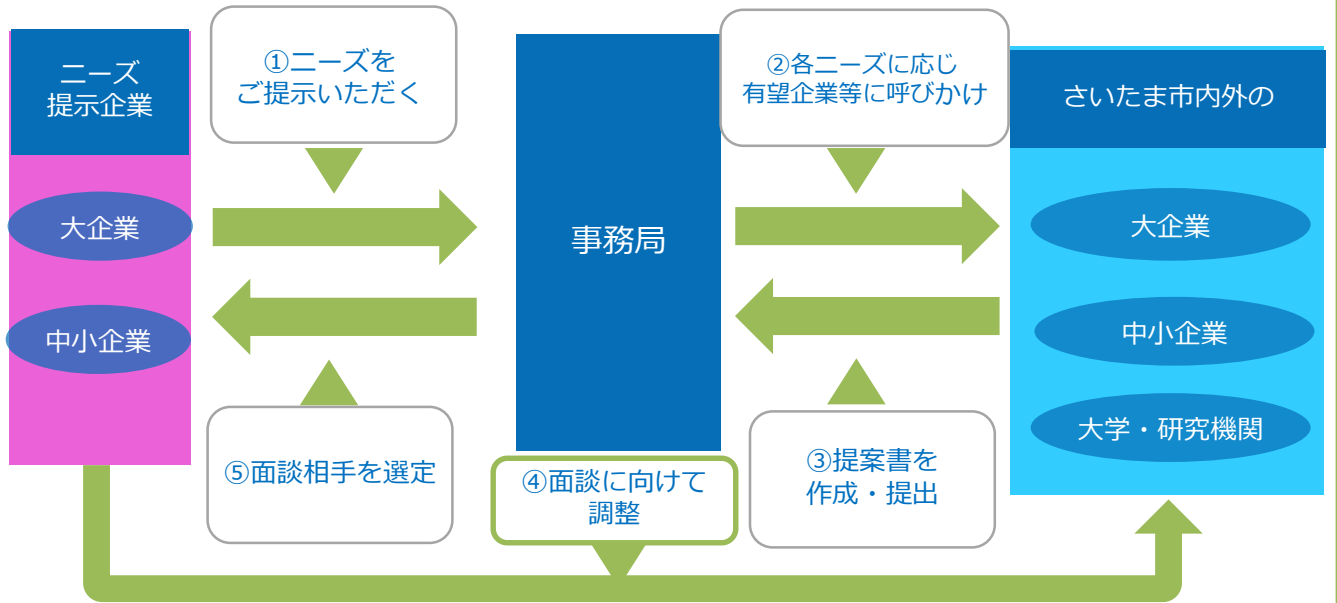 ニーズ
提示企業
大企業
中小企業
①ニーズを
ご提示いただく
⑤面談相手を選定
事務局
④面談に向けて
調整
②各ニーズに応じ
有望企業等に呼びかけ
③提案書を
作成・提出
さいたま市内外の
大企業
中小企業
大学・研究機関